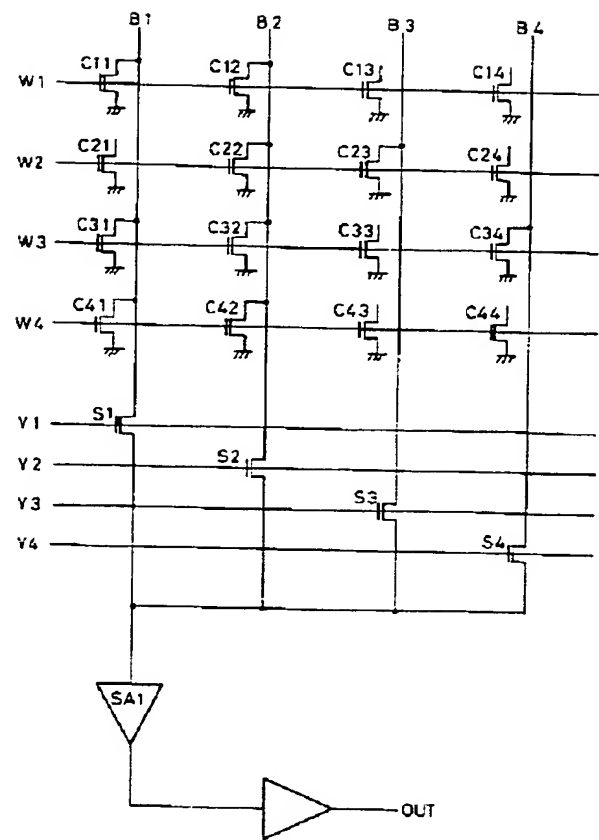 B1 B2 B3 B4
C11 C12 C13 C14
W1
C21 C22 C23 C24
W2
C31 C32 C33 C34
W3
C41 C42 C43 C44
W4
S1
Y1
S2
Y2
S3
Y3
S4
Y4
SA1
OUT